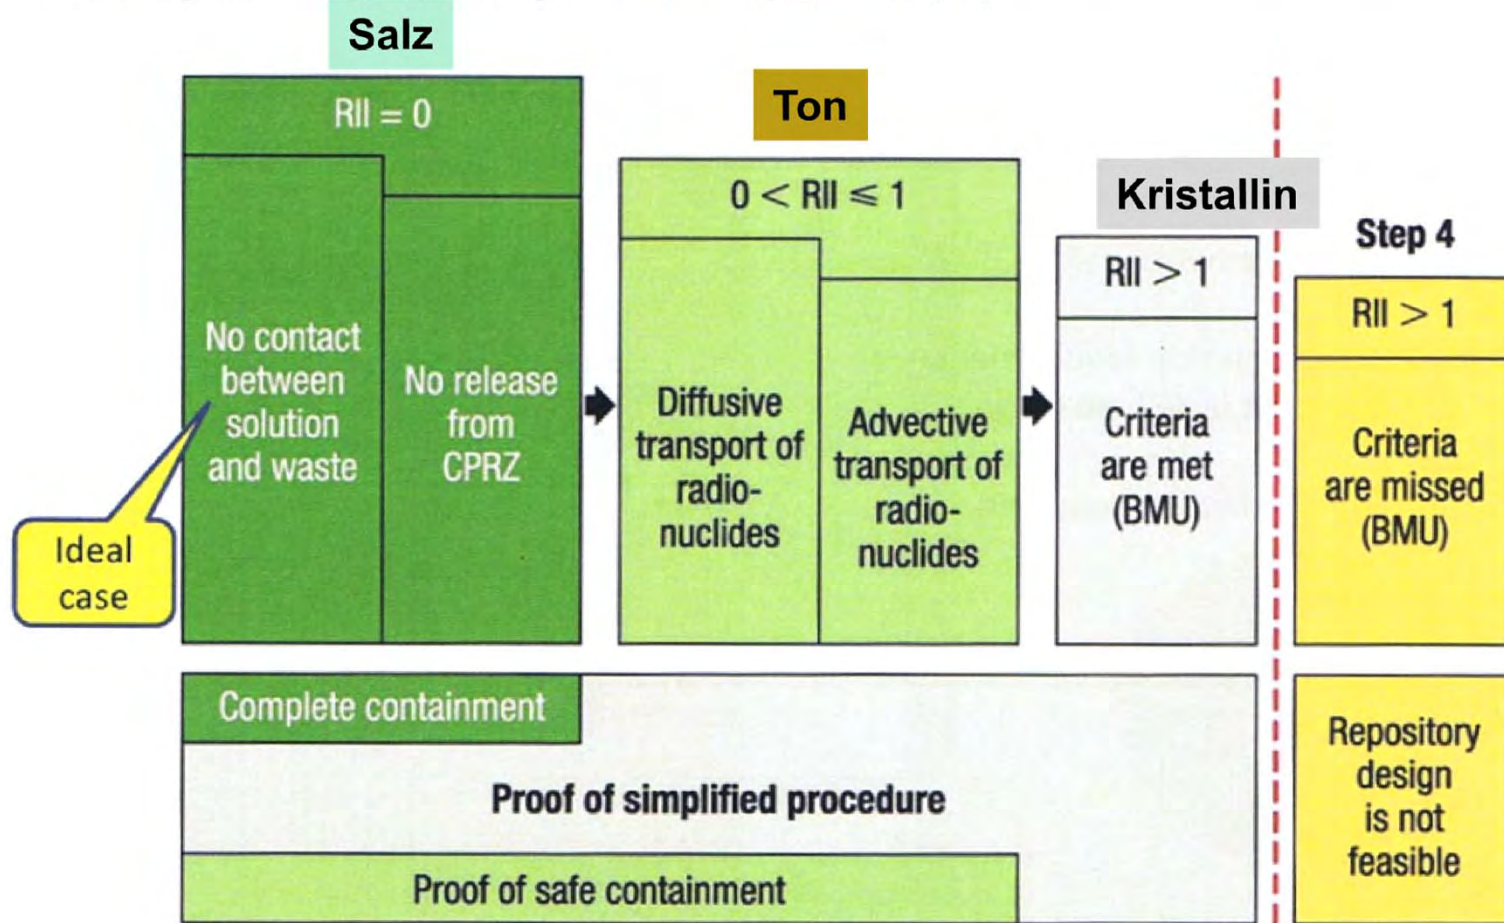 Salz
RII = 0
No contact
between
solution
and waste
No release
from
CPRZ
Ideal
case
Ton
0 < RII ⩽ 1
Diffusive
transport of
radio-
nuclides
Advective
transport of
radio-
nuclides
Kristallin
RII > 1
Criteria
are met
(BMU)
Step 4
RII > 1
Criteria
are missed
(BMU)
Complete containment
Proof of simplified procedure
Proof of safe containment
Repository
design
is not
feasible